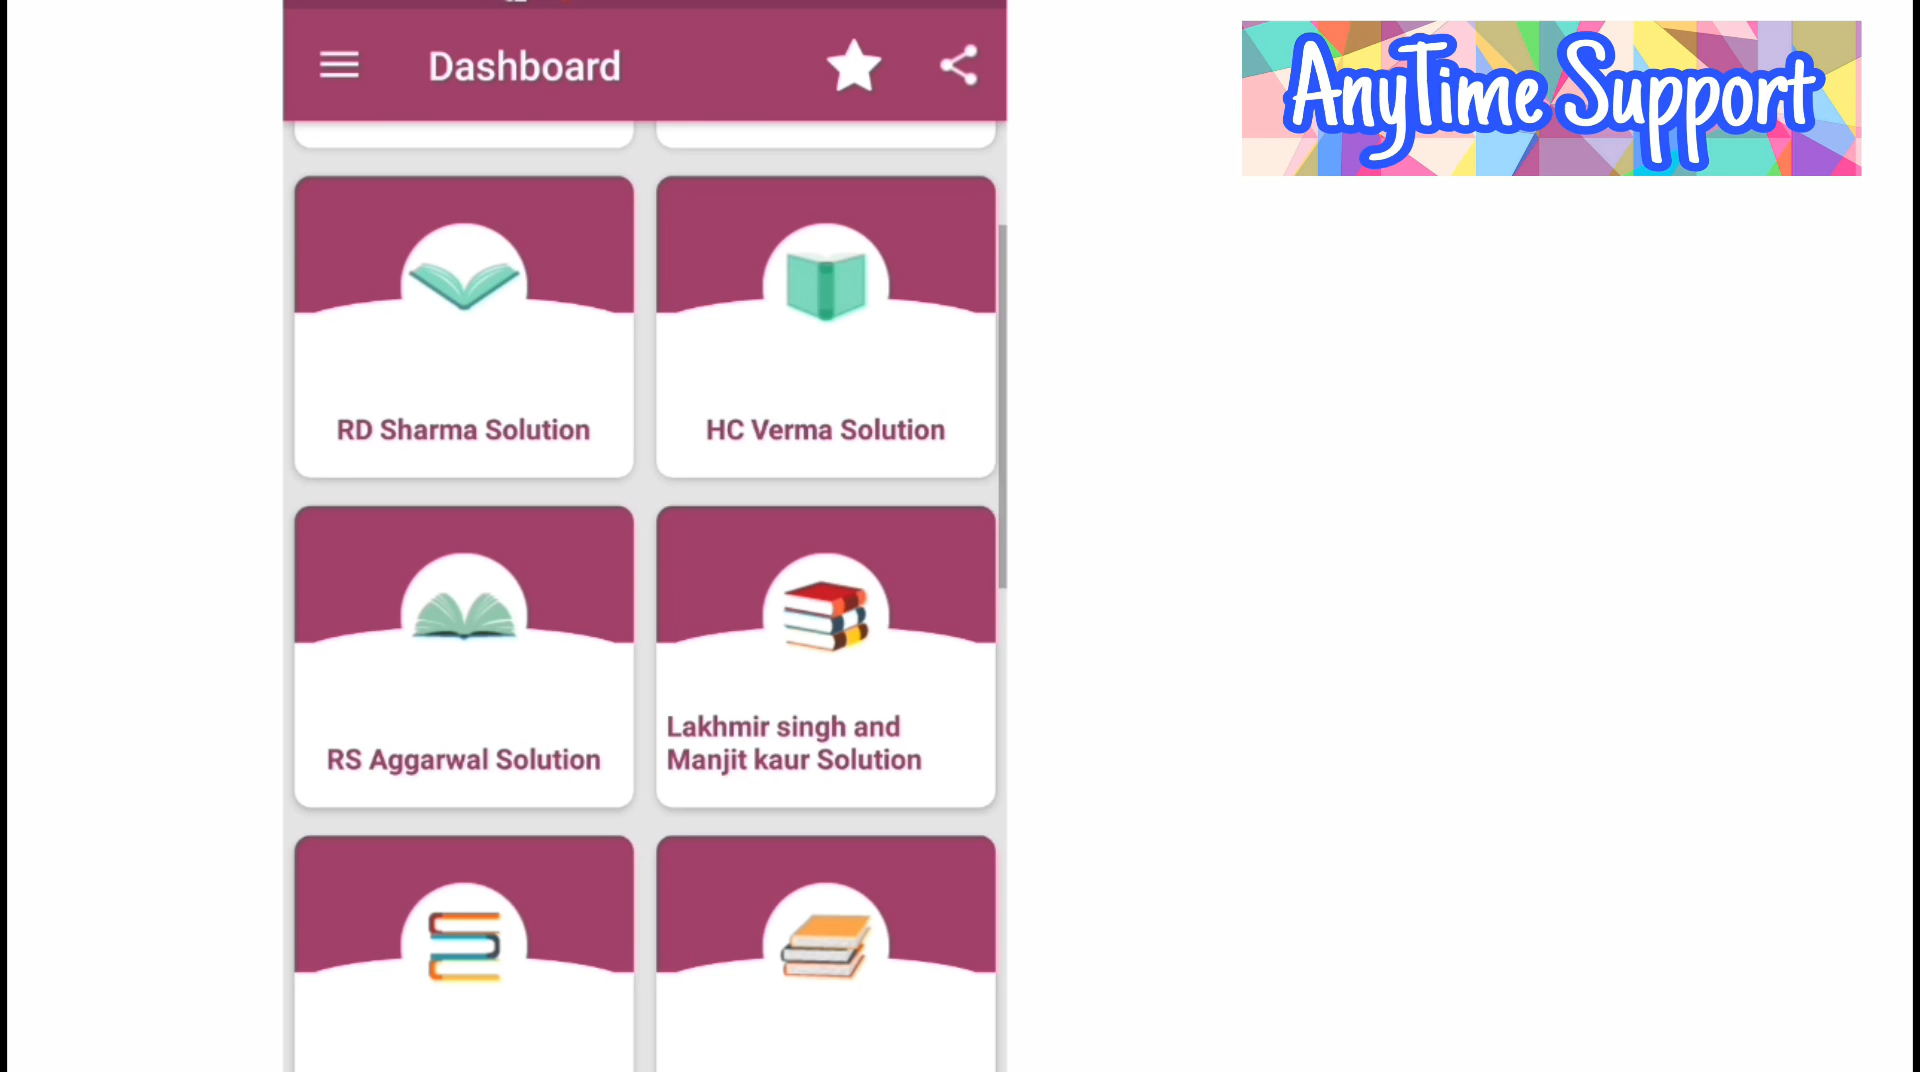 Dashboard
AnyTime Support
RD Sharma Solution
HC Verma Solution
RS Aggarwal Solution
Lakhmir singh and
Manjit kaur Solution